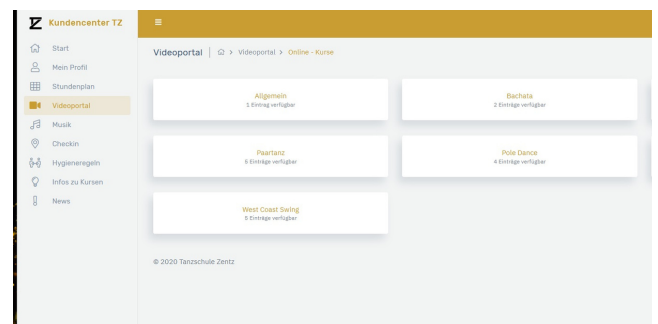 Kundencenter TZ
Start
Mein Profil
Stundenplan
Videoportal
Musik
Checkin
Hygieneregeln
Infos zu Kursen
News
Videoportal
Videoportal > Online - Kurse
Allgemein
1 Eintrag verfügbar
Bachata
2 Einträge verfügbar
Paartanz
6 Einträge verfügbar
Pole Dance
4 Einträge verfügbar
West Coast Swing
5 Einträge verfügbar
© 2020 Tanzschule Zentz